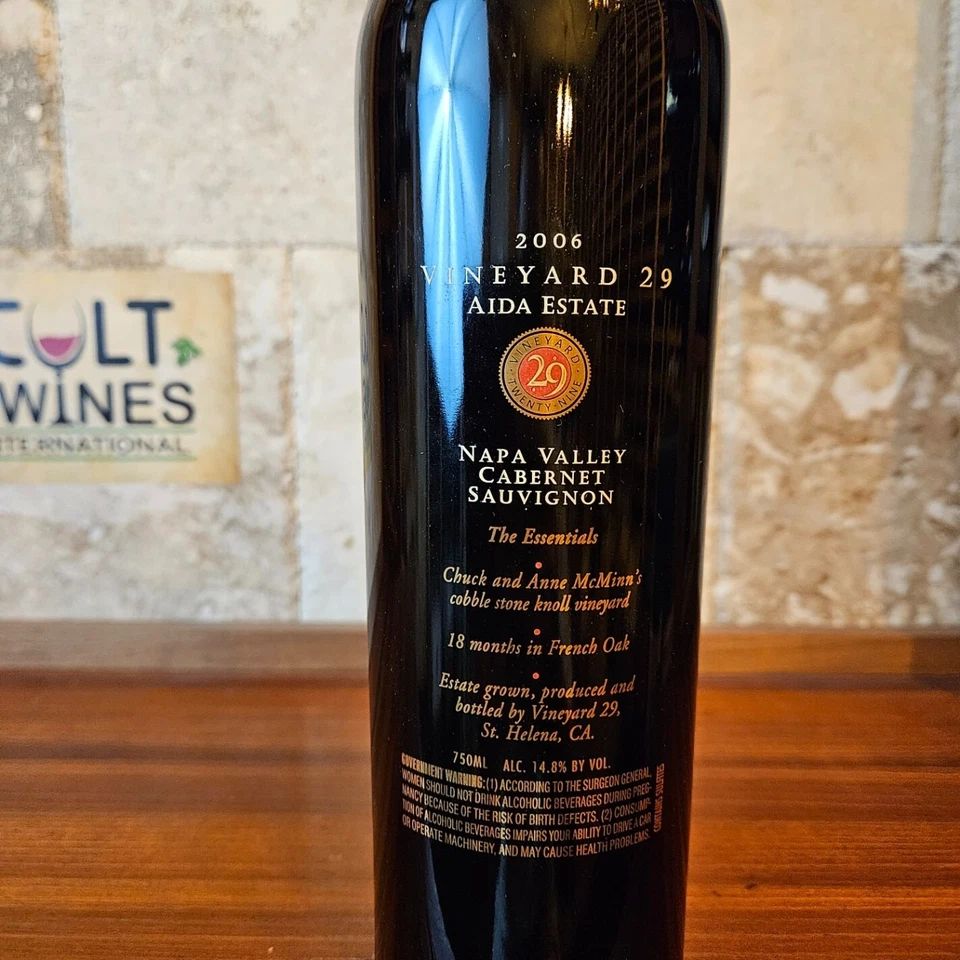 CULT
WINES
INTERNATIONAL
2006
VINEYARD 29
AIDA ESTATE
VINEYARD
29
TWENTY-NINE
NAPA VALLEY
CABERNET
SAUVIGNON
The Essentials
Chuck and Anne McMinn's
cobble stone knoll vineyard
18 months in French Oak
Estate grown, produced and
bottled by Vineyard 29,
St. Helena, CA.
750ML ALC. 14.8% BY VOL.
GOVERNMENT WARNING: (1) ACCORDING TO THE SURGEON GENERAL,
WOMEN SHOULD NOT DRINK ALCOHOLIC BEVERAGES DURING PREG-
NANCY BECAUSE OF THE RISK OF BIRTH DEFECTS. (2) CONSUMP-
TION OF ALCOHOLIC BEVERAGES IMPAIRS YOUR ABILITY TO DRIVE A CAR
OR OPERATE MACHINERY, AND MAY CAUSE HEALTH PROBLEMS.
CONTAINS SULFITES